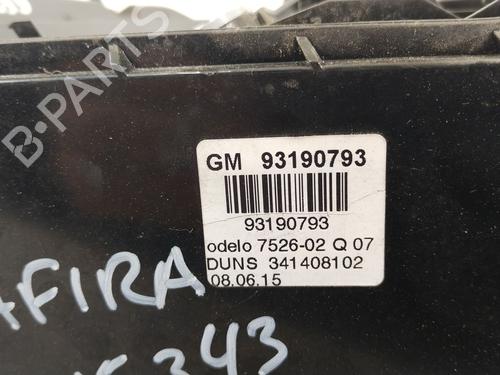 B-PARTS
GM 93190793
93190793
odelo 7526-02 Q 07
DUNS 341408102
08.06.15
AFIRA
343